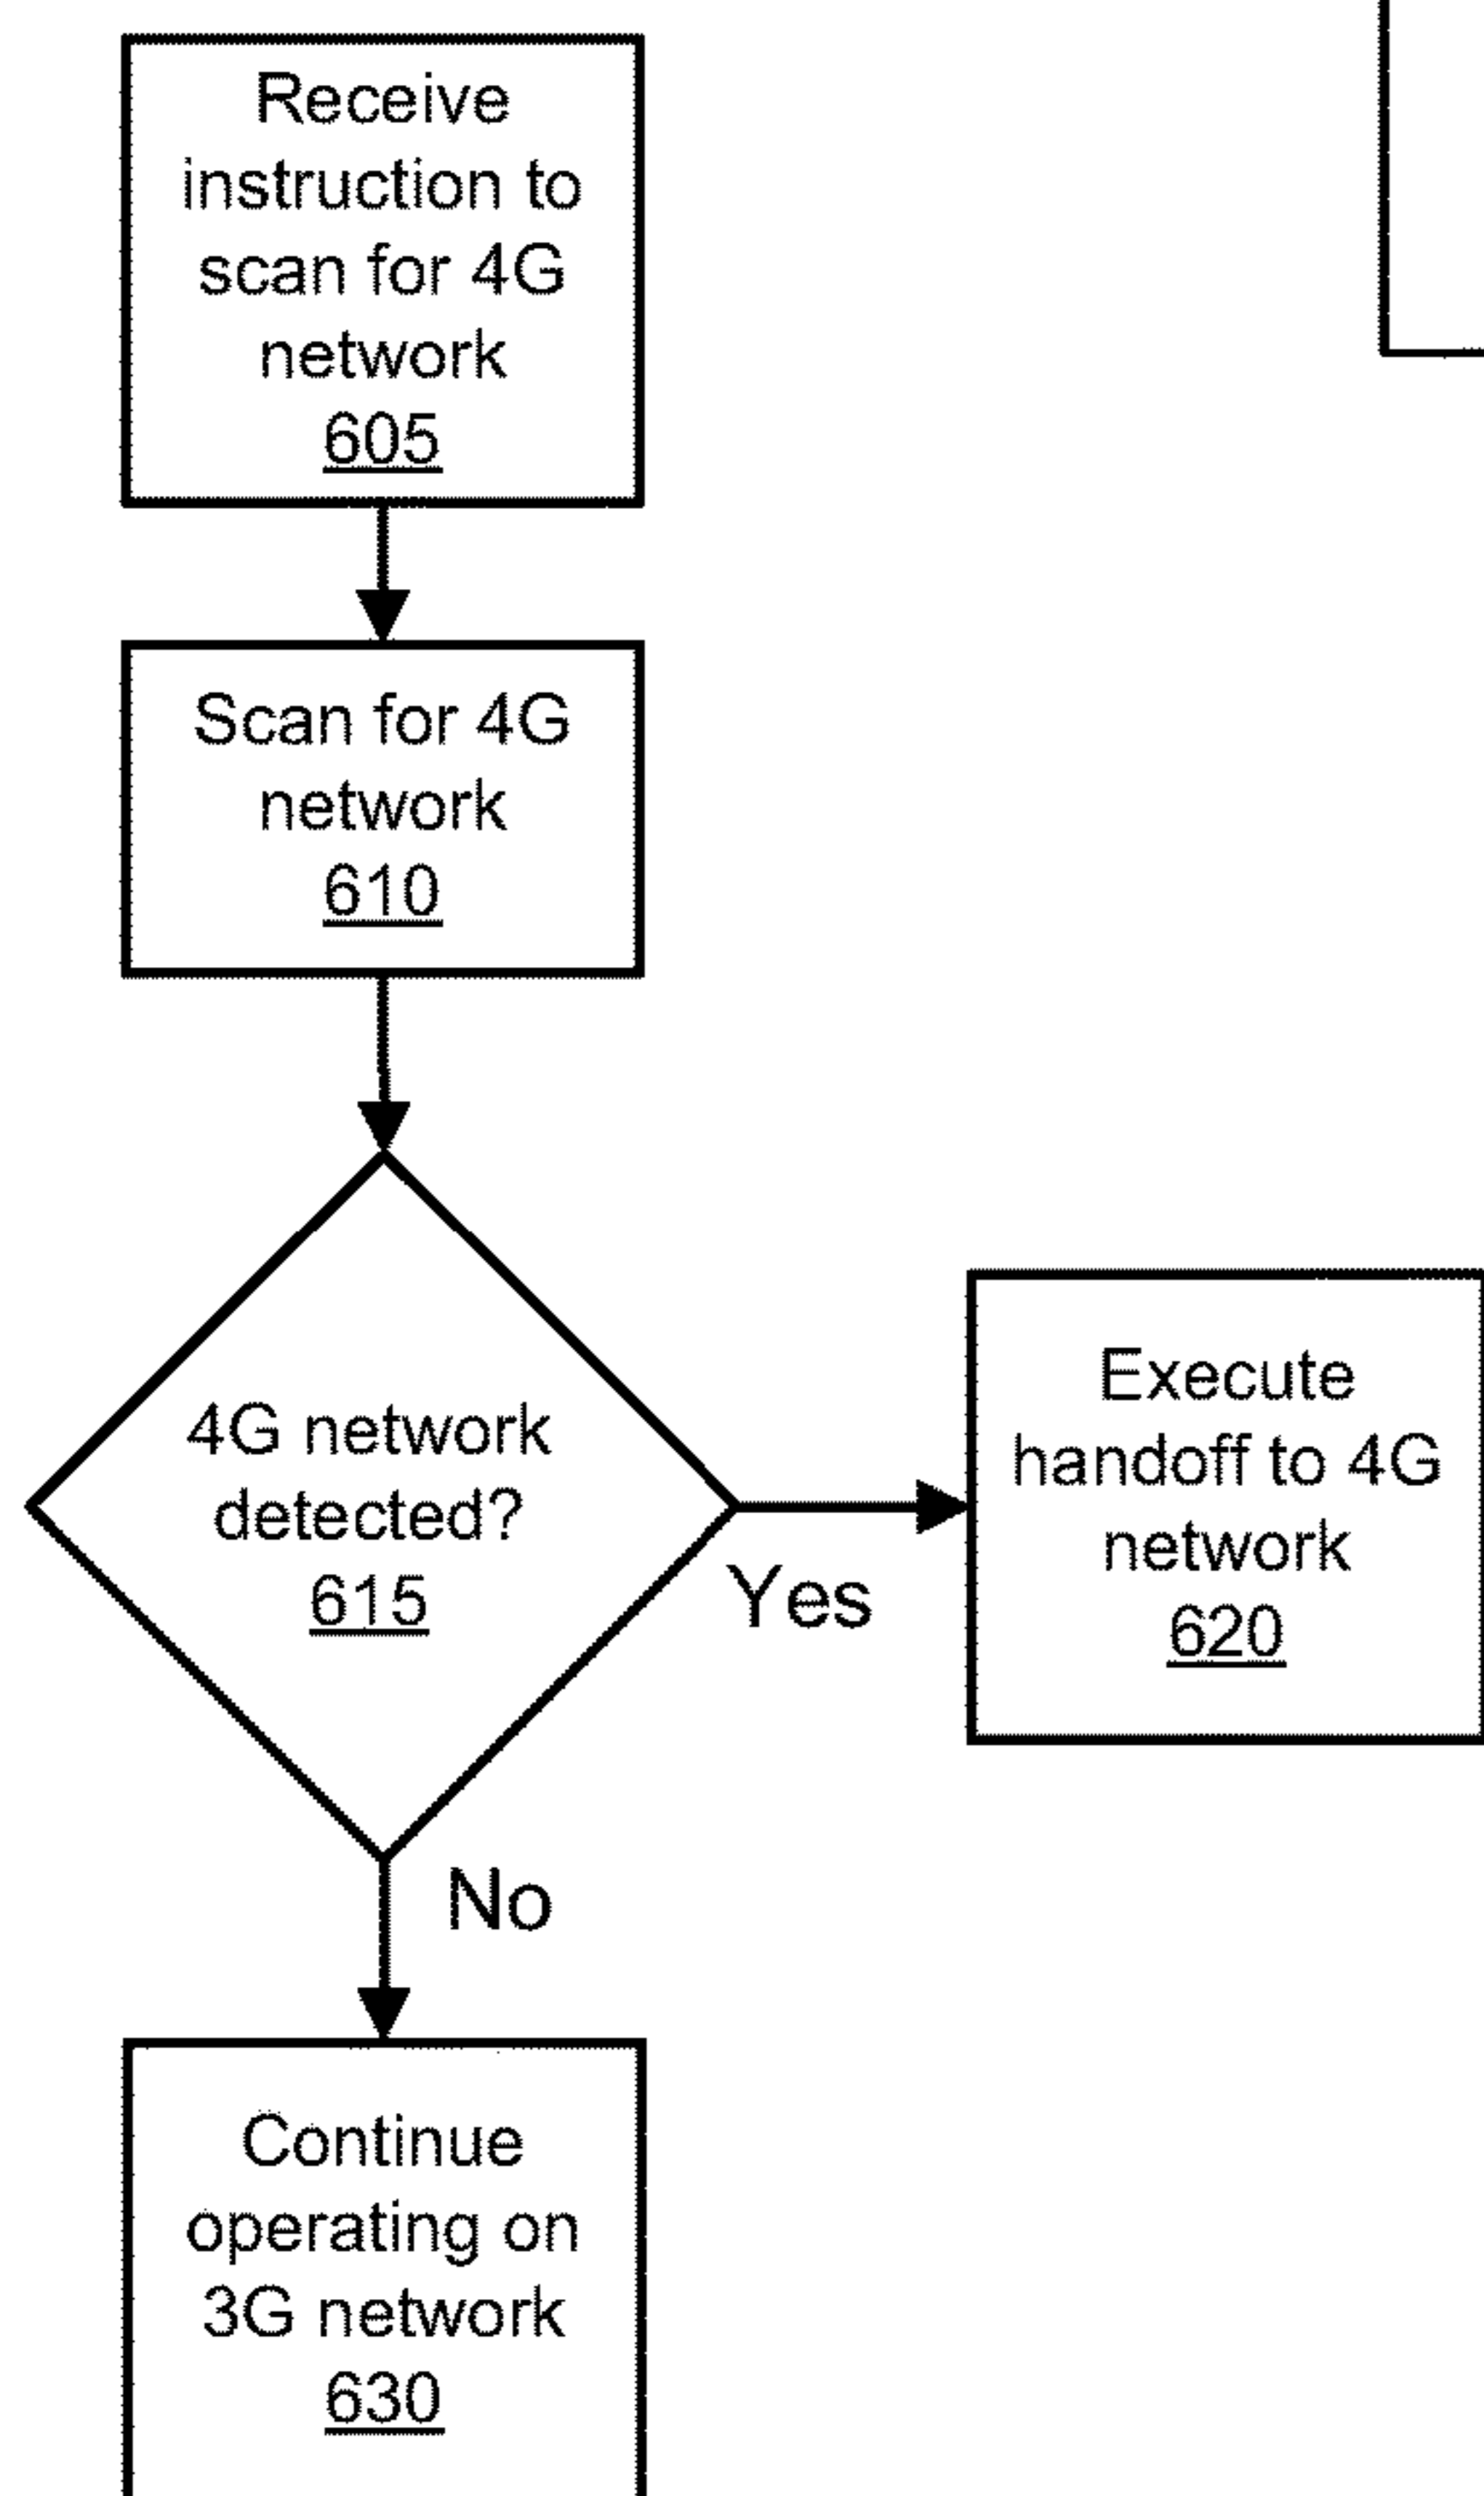 Receive
instruction to
scan for 4G
network
605
Scan for 4G
network
610
4G network
detected?
615
Yes
Execute
handoff to 4G
network
620
No
Continue
operating on
3G network
630